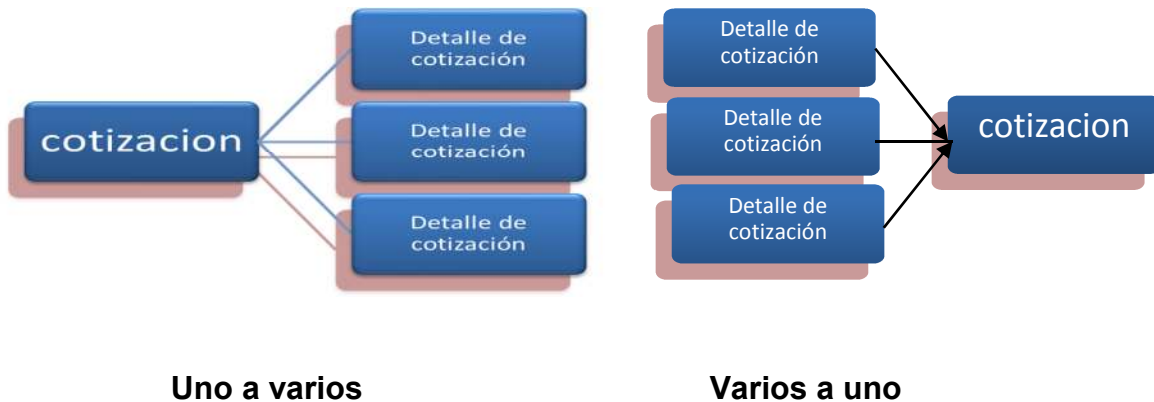 Detalle de
cotización
cotizacion
Detalle de
cotización
Detalle de
cotización
Detalle de
cotización
Detalle de
cotización
Detalle de
cotización
cotizacion
Uno a varios
Varios a uno